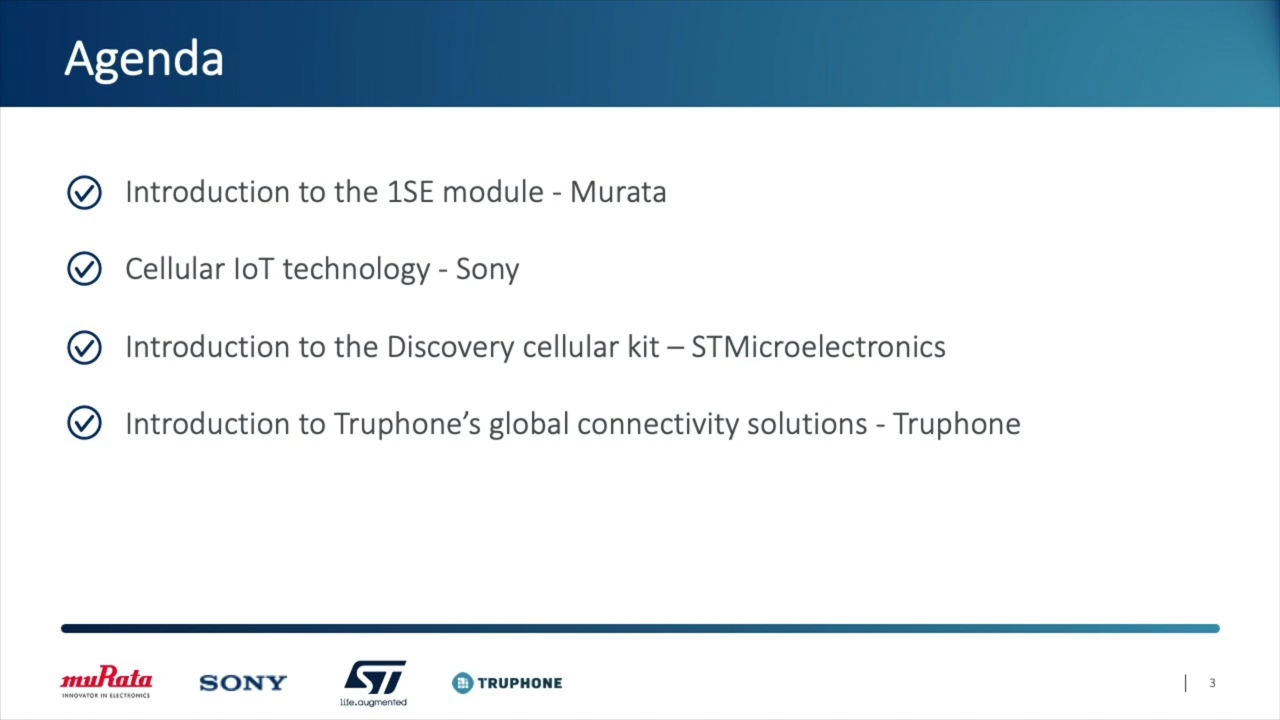 Agenda
Introduction to the 1SE module - Murata
Cellular IoT technology - Sony
Introduction to the Discovery cellular kit – STMicroelectronics
Introduction to Truphone’s global connectivity solutions - Truphone
muRata
INNOVATOR IN ELECTRONICS
SONY
ST
life.augmented
TRUPHONE
| 3